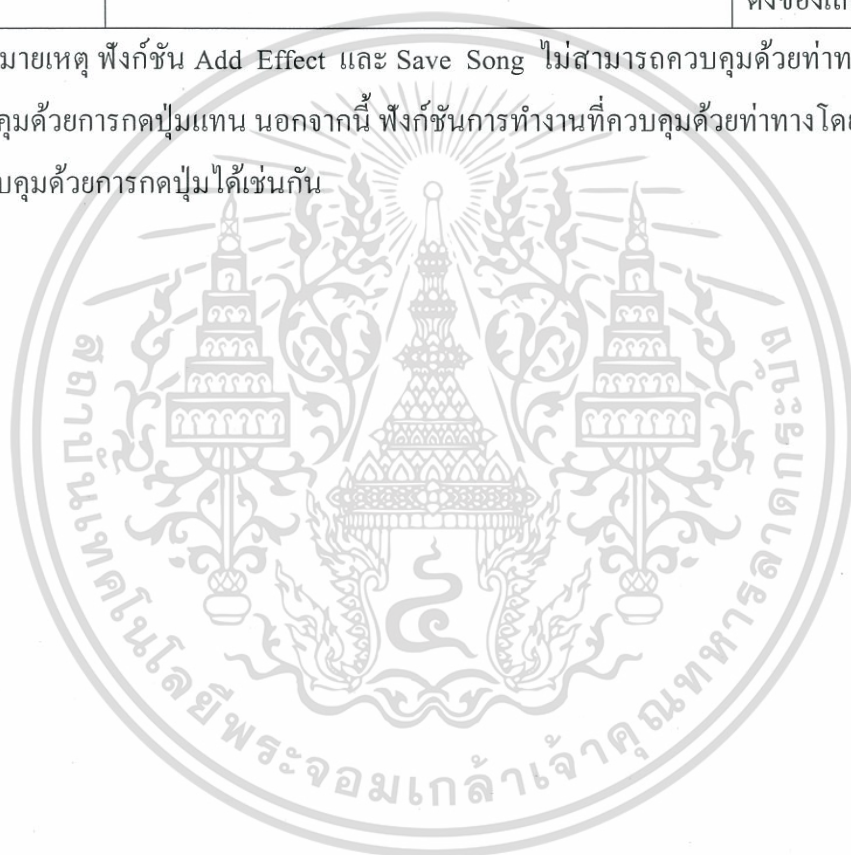 ดังของเก
มายเหตุ ฟังก์ชัน Add Effect และ Save Song ไม่สามารถควบคุมด้วยท่าท
คุมด้วยการกดปุ่มแทน นอกจากนี้ ฟังก์ชันการทำงานที่ควบคุมด้วยท่าทางโดย
บคุมด้วยการกดปุ่มได้เช่นกัน
สถาบันเทคโนโลยีพระจอมเกล้าเจ้าคุณทหารลาดกระบัง